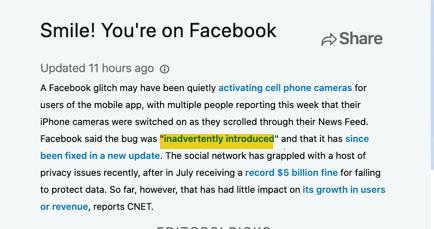 Smile! You're on Facebook
Share
Updated 11 hours ago
A Facebook glitch may have been quietly activating cell phone cameras for
users of the mobile app, with multiple people reporting this week that their
iPhone cameras were switched on as they scrolled through their News Feed.
Facebook said the bug was "inadvertently introduced" and that it has since
been fixed in a new update. The social network has grappled with a host of
privacy issues recently, after in July receiving a record $5 billion fine for failing
to protect data. So far, however, that has had little impact on its growth in users
or revenue, reports CNET.
EDITORS' PICKS